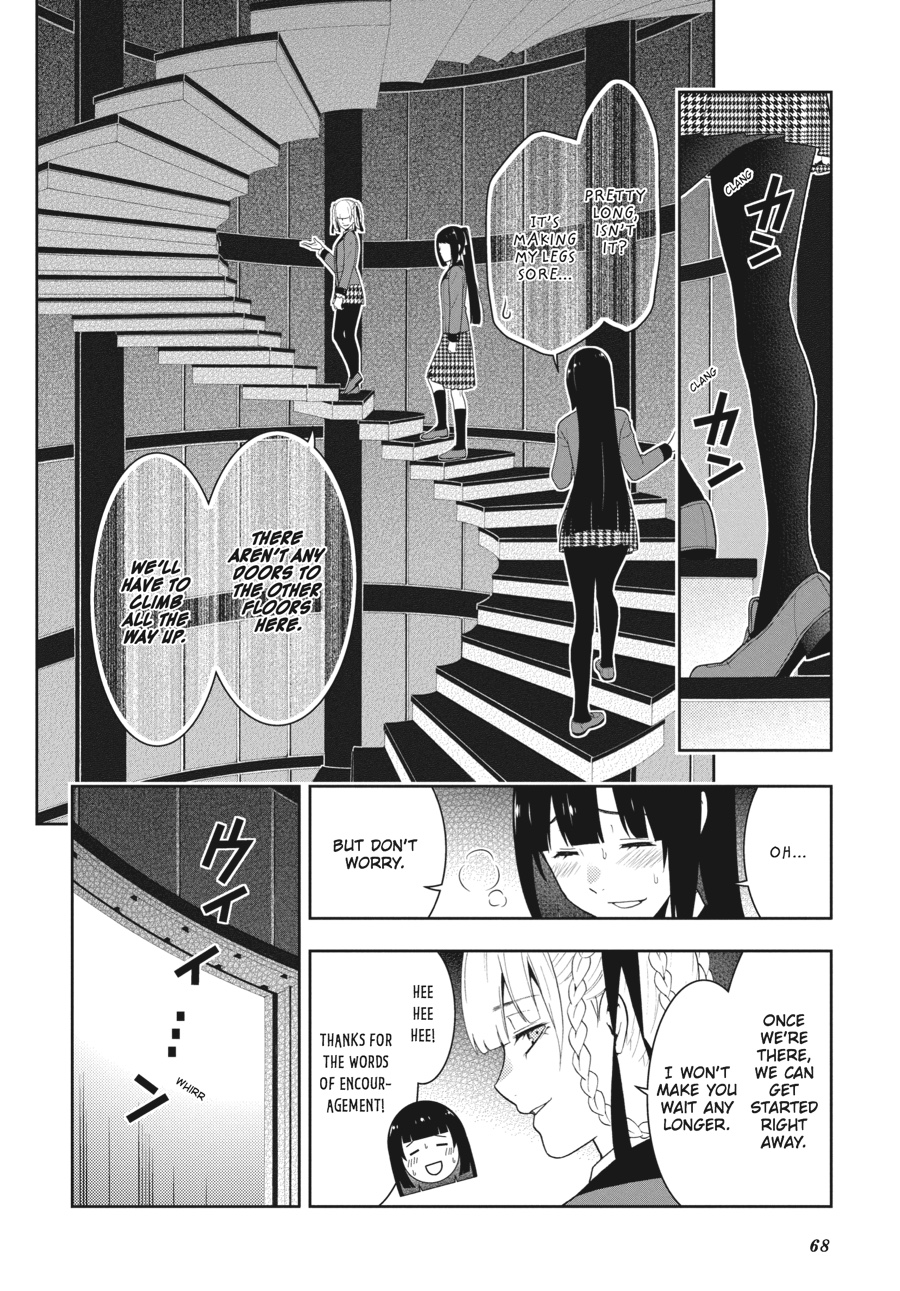 CLANG
カン
CLANG
カン
PRETTY
LONG,
ISN'T
IT?
IT'S
MAKING
MY LEGS
SORE...
THERE
AREN'T ANY
DOORS TO
THE OTHER
FLOORS
HERE.
WE'LL
HAVE TO
CLIMB
ALL THE
WAY UP.
OH...
BUT DON'T
WORRY.
ONCE
WE'RE
THERE,
WE CAN
GET
STARTED
RIGHT
AWAY.
I WON'T
MAKE YOU
WAIT ANY
LONGER.
HEE
HEE
HEE!
THANKS FOR
THE WORDS
OF ENCOUR-
AGEMENT!
ウィイ…ン
WHIRR
68